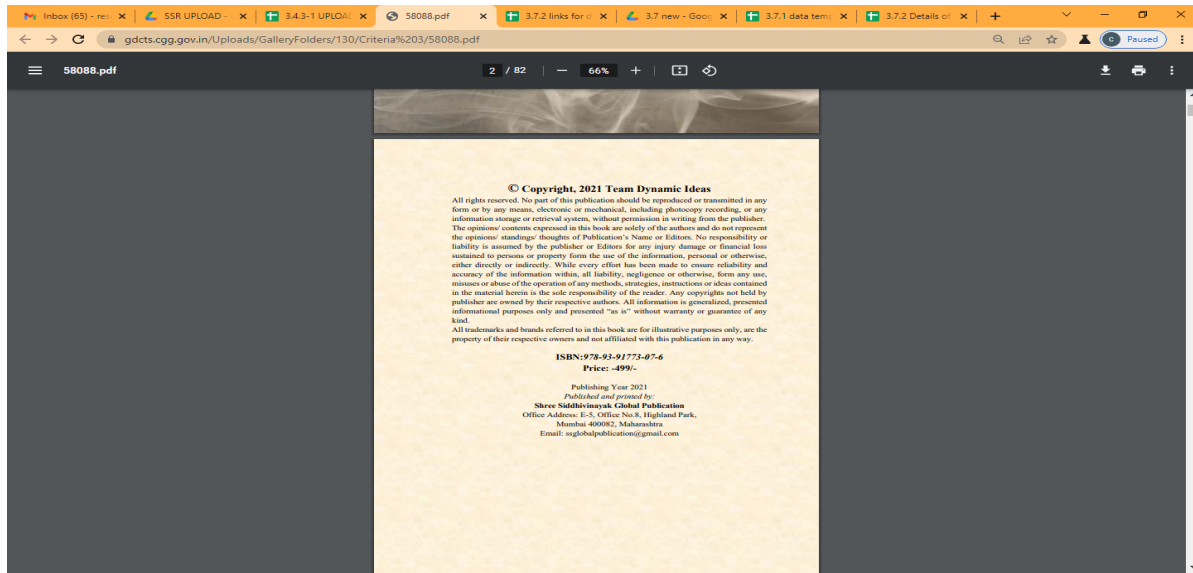 Inbox (65) - res
SSR UPLOAD -
3.4.3-1 UPLOAD
58088.pdf
3.7.2 links for d
3.7 new - Goog
3.7.1 data temp
3.7.2 Details of
gdcts.cgg.gov.in/Uploads/GalleryFolders/130/Criteria%203/58088.pdf
C
Paused
58088.pdf
2 / 82
66%
© Copyright, 2021 Team Dynamic Ideas
All rights reserved. No part of this publication should be reproduced or transmitted in any
form or by any means, electronic or mechanical, including photocopy recording, or any
information storage or retrieval system, without permission in writing from the publisher.
The opinions/ contents expressed in this book are solely of the authors and do not represent
the opinions/ standings/ thoughts of Publication's Name or Editors. No responsibility or
liability is assumed by the publisher or Editors for any injury damage or financial loss
sustained to persons or property form the use of the information, personal or otherwise,
either directly or indirectly. While every effort has been made to ensure reliability and
accuracy of the information within, all liability, negligence or otherwise, form any use,
misuses or abuse of the operation of any methods, strategies, instructions or ideas contained
in the material herein is the sole responsibility of the reader. Any copyrights not held by
publisher are owned by their respective authors. All information is generalized, presented
informational purposes only and presented "as is" without warranty or guarantee of any
kind.
All trademarks and brands referred to in this book are for illustrative purposes only, are the
property of their respective owners and not affiliated with this publication in any way.
ISBN:978-93-91773-07-6
Price: -499/-
Publishing Year 2021
Published and printed by:
Shree Siddhivinayak Global Publication
Office Address: E-5, Office No.8, Highland Park,
Mumbai 400082, Maharashtra
Email: ssglobalpublication@gmail.com